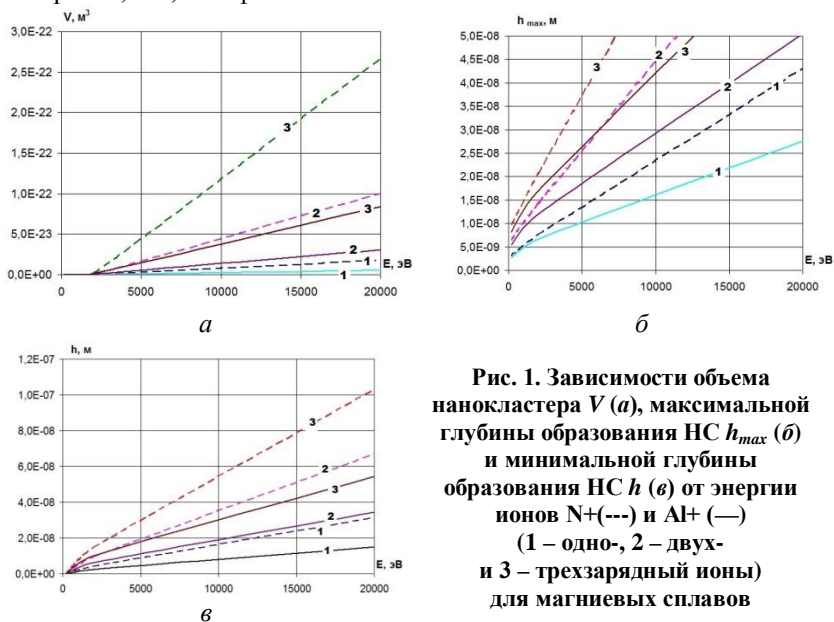 V, м³
3,0E-22
2,5E-22
2,0E-22
1,5E-22
1,0E-22
5,0E-23
0,0E+00
3
2
3
2
1
1
E, эВ
0 5000 10000 15000 20000
а
h max, м
5,0E-08
4,5E-08
4,0E-08
3,5E-08
3,0E-08
2,5E-08
2,0E-08
1,5E-08
1,0E-08
5,0E-09
0,0E+00
3
2
3
2
1
1
E, эВ
0 5000 10000 15000 20000
б
h, м
1,2E-07
1,0E-07
8,0E-08
6,0E-08
4,0E-08
2,0E-08
0,0E+00
3
2
3
2
1
1
E, эВ
0 5000 10000 15000 20000
в
Рис. 1. Зависимости объема
нанокластера V (а), максимальной
глубины образования НС hmax (б)
и минимальной глубины
образования НС h (в) от энергии
ионов N+(---) и Al+ (—)
(1 – одно-, 2 – двух-
и 3 – трехзарядный ионы)
для магниевых сплавов